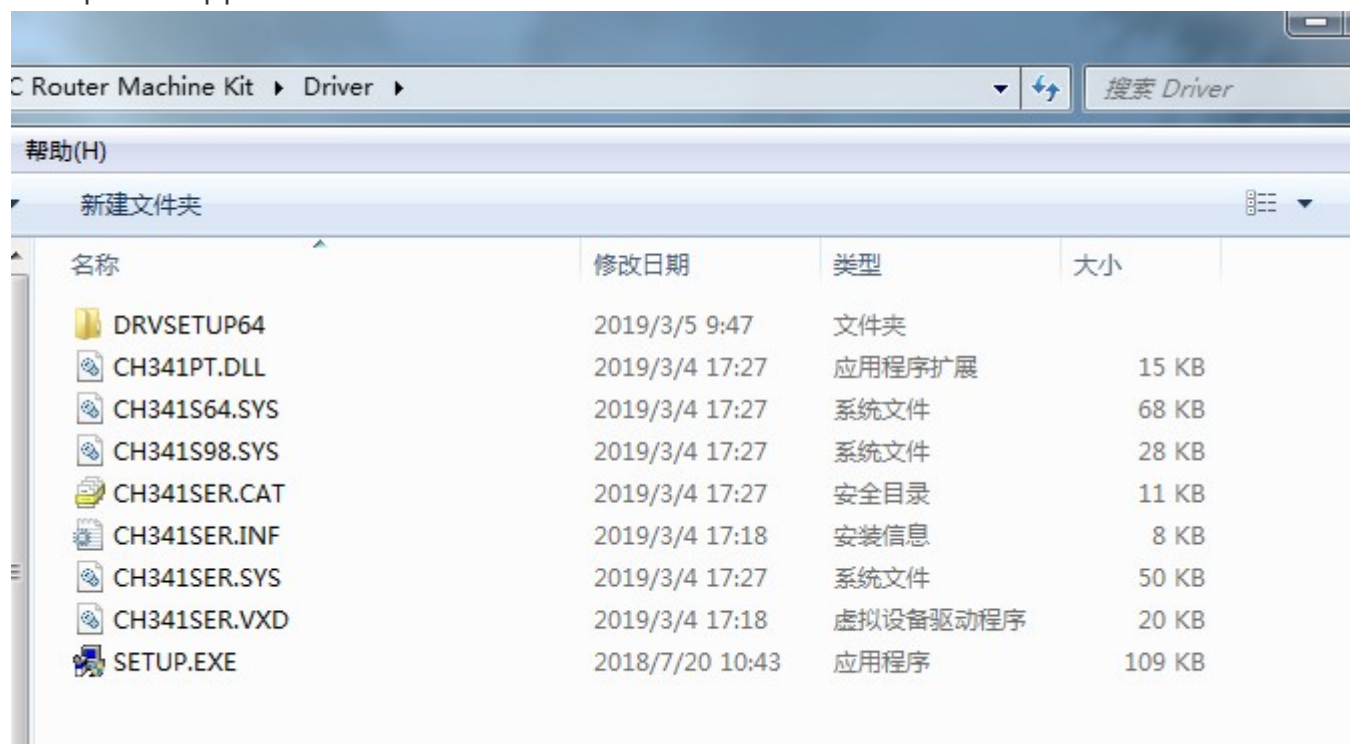 C Router Machine Kit ▸ Driver ▸ 搜索 Driver
帮助(H)
新建文件夹
名称 修改日期 类型 大小
DRVSETUP64 2019/3/5 9:47 文件夹
CH341PT.DLL 2019/3/4 17:27 应用程序扩展 15 KB
CH341S64.SYS 2019/3/4 17:27 系统文件 68 KB
CH341S98.SYS 2019/3/4 17:27 系统文件 28 KB
CH341SER.CAT 2019/3/4 17:27 安全目录 11 KB
CH341SER.INF 2019/3/4 17:18 安装信息 8 KB
CH341SER.SYS 2019/3/4 17:27 系统文件 50 KB
CH341SER.VXD 2019/3/4 17:18 虚拟设备驱动程序 20 KB
SETUP.EXE 2018/7/20 10:43 应用程序 109 KB